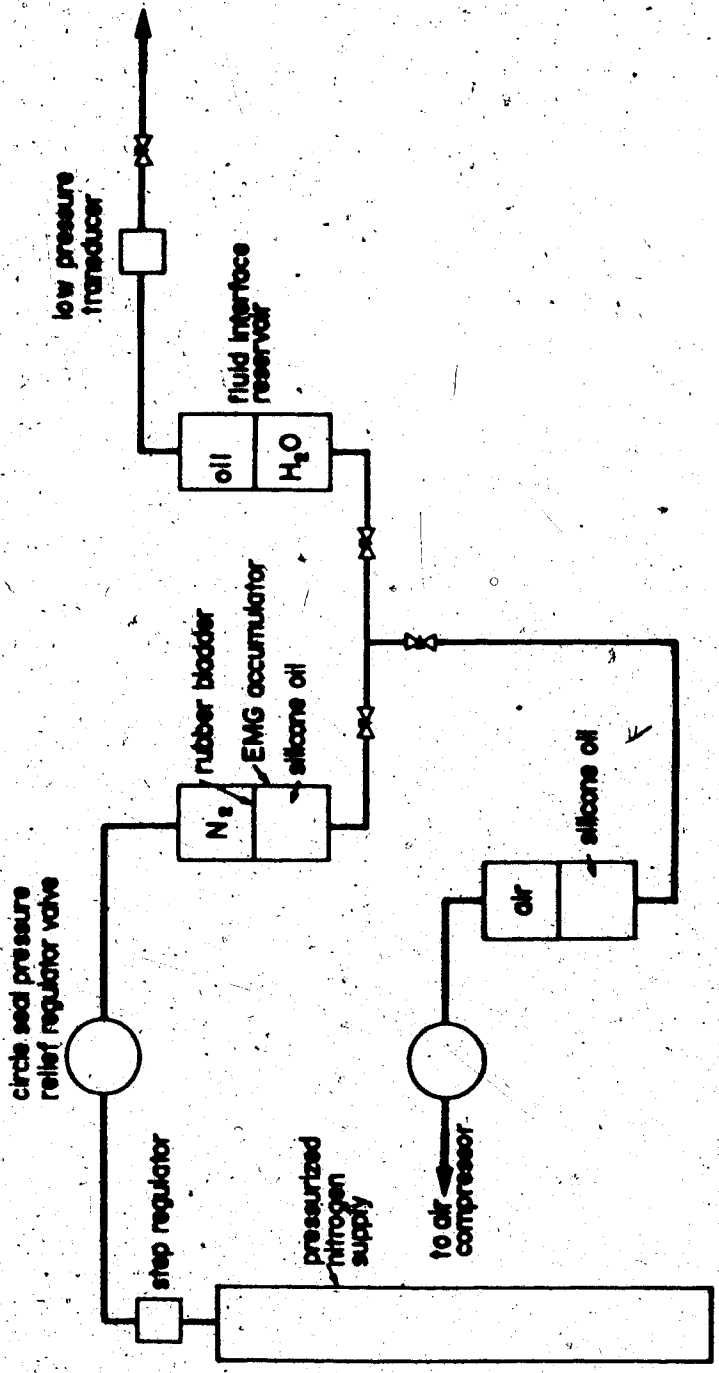 circle seal pressure
relief regulator valve
low pressure
transducer
step regulator
N₂
rubber bladder
EMG accumulator
silicone oil
oil
H₂O
fluid interface
reservoir
pressurized
nitrogen
supply
to air
compressor
air
silicone oil